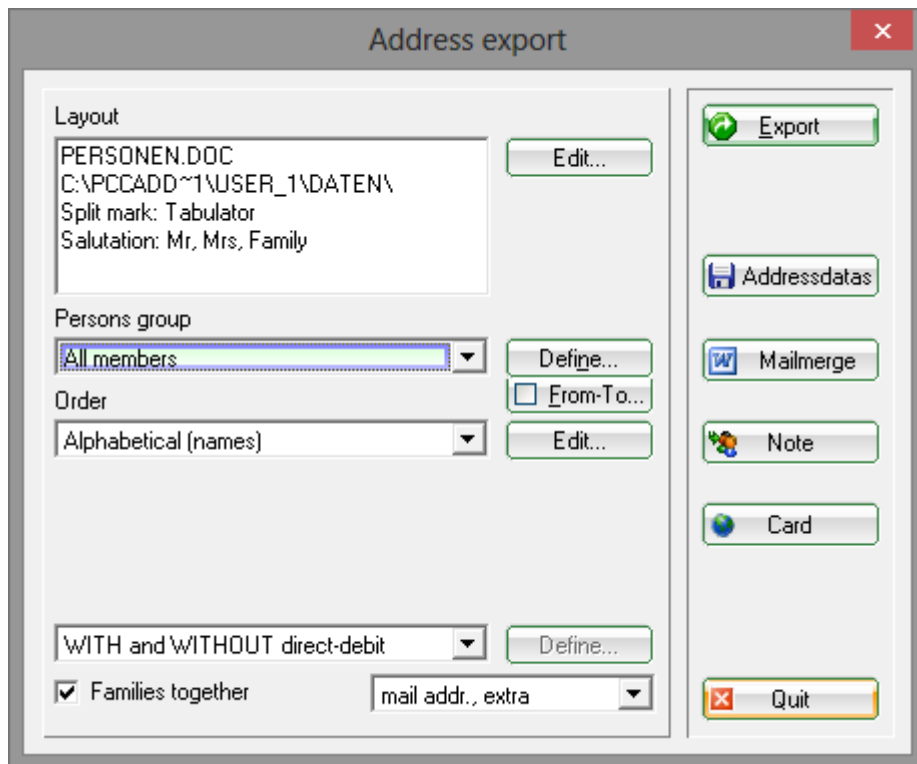 Address export
Layout
PERSONEN.DOC
C:\PCCADD~1\USER_1\DATEN\
Split mark: Tabulator
Salutation: Mr, Mrs, Family
Edit...
Persons group
All members
Define...
From-To...
Order
Alphabetical (names)
Edit...
WITH and WITHOUT direct-debit
Define...
Families together
mail addr., extra
Export
Addressdatas
Mailmerge
Note
Card
Quit